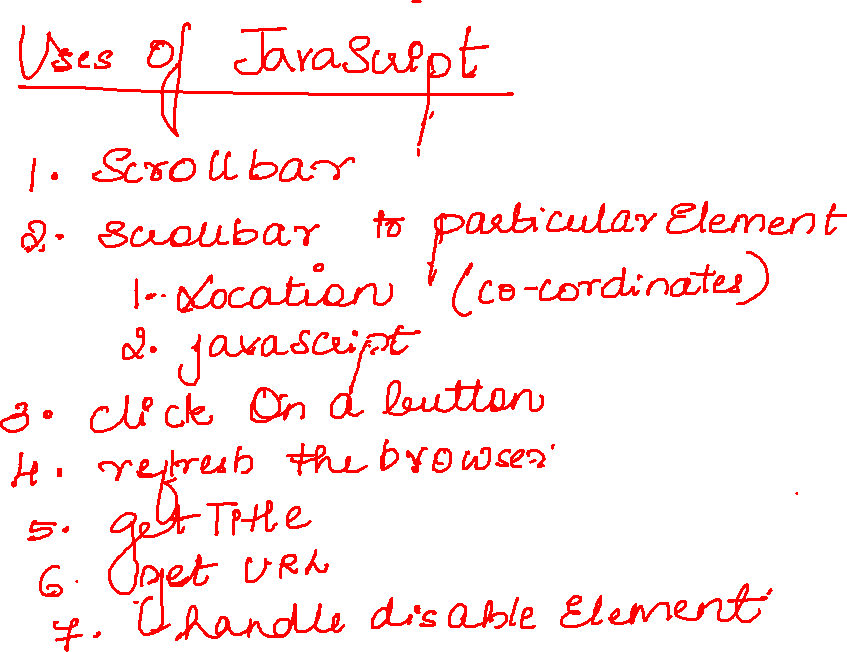 Uses of JavaScript
1. Scrollbar
2. scrollbar to particular Element
1. Location (co-cordinates)
2. javascript
3. click On a button
4. refresh the browser
5. get Title
6. get URL
7. handle disable Element